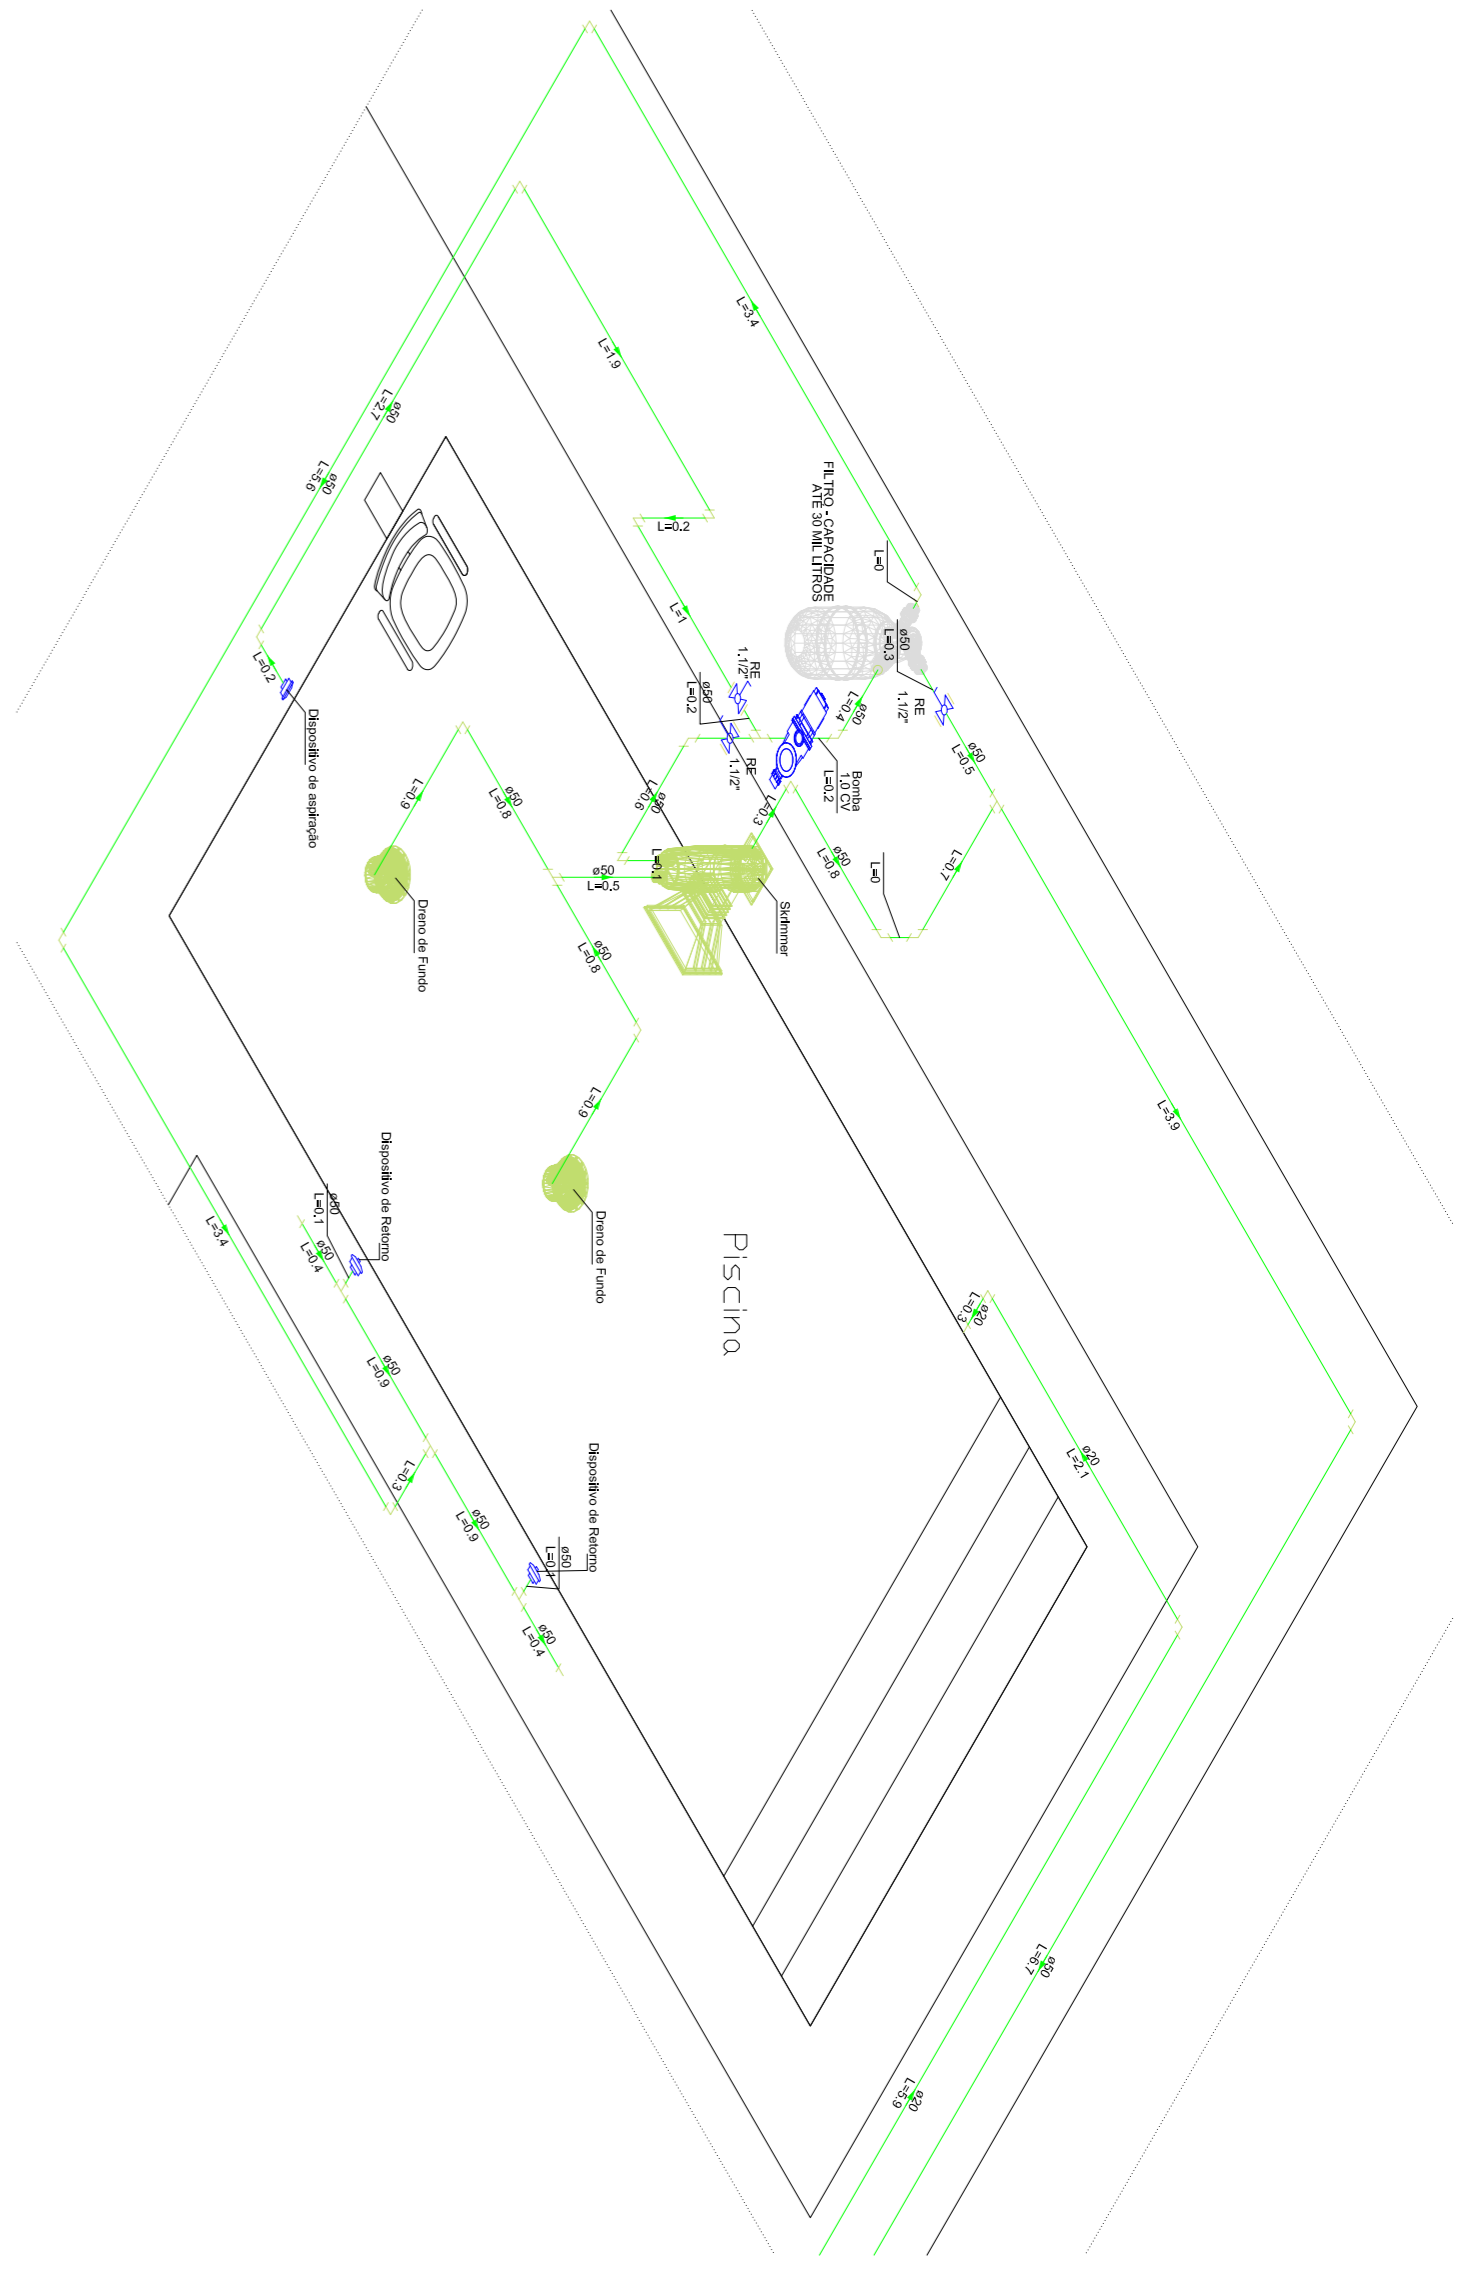 L=3.4
L=1.9
ø50
L=2.7
ø50
L=5.6
FILTRO - CAPACIDADE
ATÉ 30 MIL LITROS
L=0
L=0.2
L=1
ø50
L=0.3
L=0.2
RE
1.1/2"
ø50
L=0.2
RE
1.1/2"
ø50
L=0.4
RE
1.1/2"
ø50
L=0.5
Bomba
1.0 CV
L=0.2
Dispositivo de aspiração
L=0.9
ø50
L=0.8
ø50
L=0.6
L=0.3
ø50
L=0.8
L=0
L=0.7
L=0.1
ø50
L=0.5
Skrimmer
Dreno de Fundo
ø50
L=0.8
L=0.9
L=3.9
Dreno de Fundo
Piscina
Dispositivo de Retorno
ø50
L=0.1
L=3.4
ø50
L=0.4
ø20
L=0.3
ø50
L=0.9
ø20
L=2.1
L=0.3
ø50
L=0.9
Dispositivo de Retorno
ø50
L=0.1
ø50
L=0.4
ø50
L=6.7
ø20
L=5.9